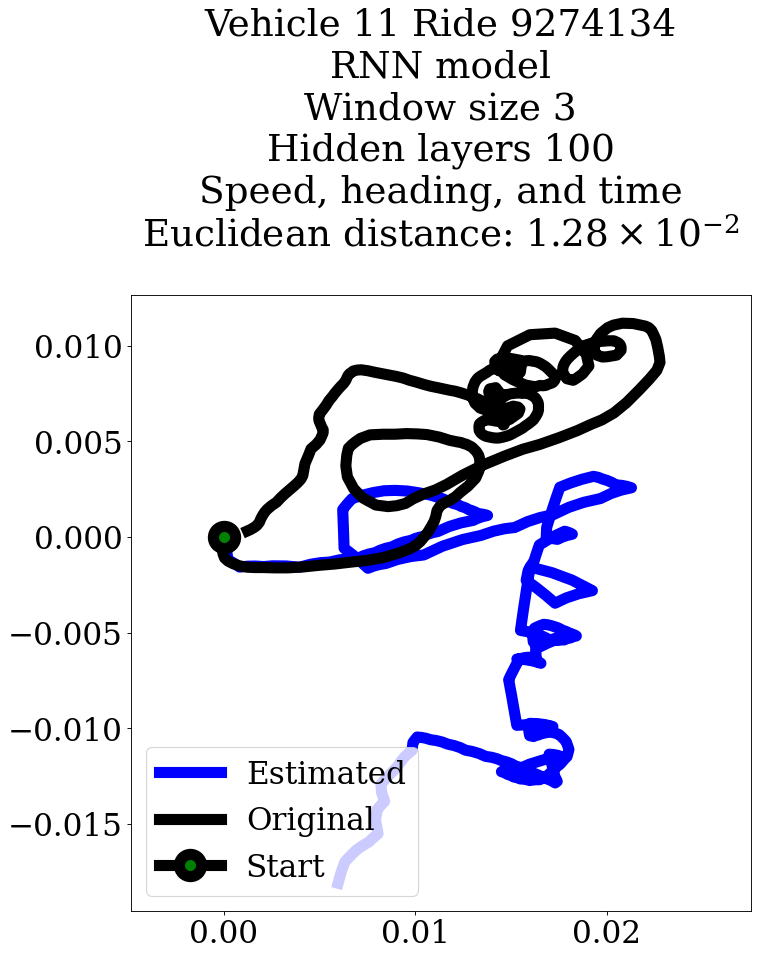 Vehicle 11 Ride 9274134
RNN model
Window size 3
Hidden layers 100
Speed, heading, and time
Euclidean distance: 1.28 × 10⁻²
0.010
0.005
0.000
−0.005
−0.010
−0.015
Estimated
Original
Start
0.00 0.01 0.02